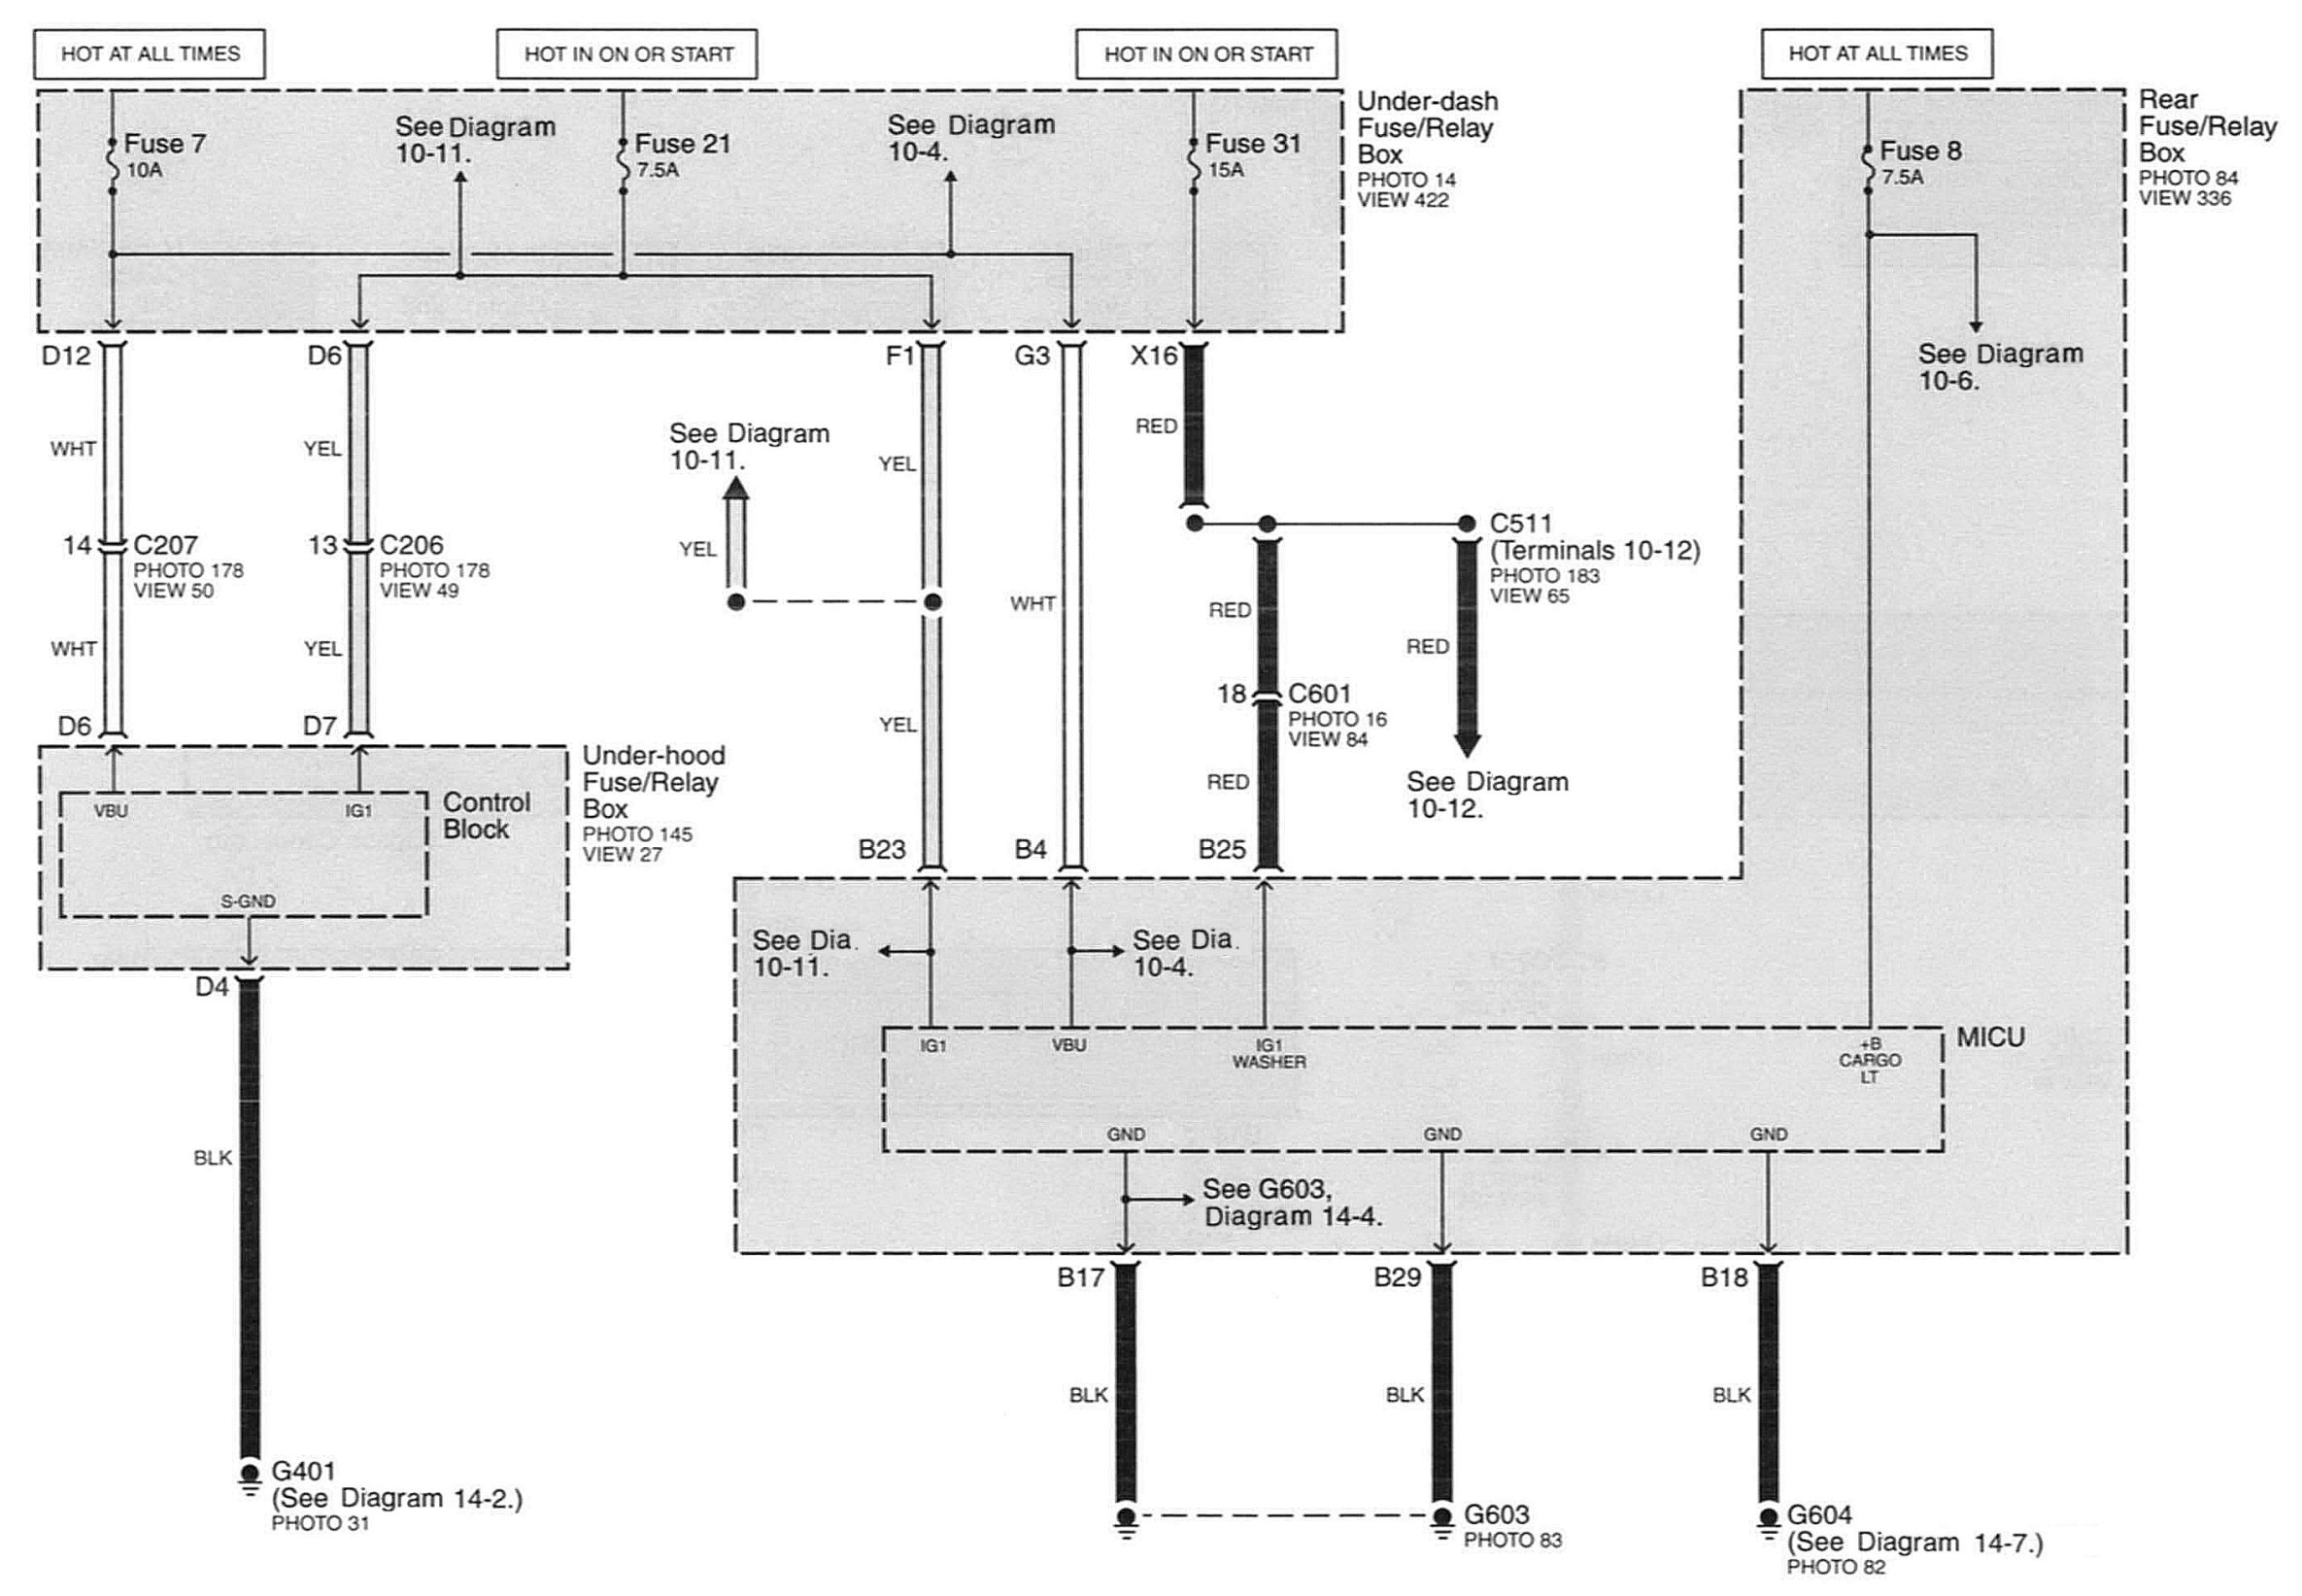 HOT AT ALL TIMES
HOT IN ON OR START
HOT IN ON OR START
HOT AT ALL TIMES
Fuse 7
10A
See Diagram
10-11.
Fuse 21
7.5A
See Diagram
10-4.
Fuse 31
15A
Under-dash
Fuse/Relay
Box
PHOTO 14
VIEW 422
Fuse 8
7.5A
Rear
Fuse/Relay
Box
PHOTO 84
VIEW 336
See Diagram
10-6.
D12
D6
F1
G3
X16
WHT
YEL
See Diagram
10-11.
YEL
YEL
RED
14
C207
PHOTO 178
VIEW 50
13
C206
PHOTO 178
VIEW 49
C511
(Terminals 10-12)
PHOTO 183
VIEW 65
WHT
RED
RED
WHT
YEL
18
C601
PHOTO 16
VIEW 84
YEL
RED
See Diagram
10-12.
D6
D7
Under-hood
Fuse/Relay
Box
PHOTO 145
VIEW 27
VBU
IG1
Control
Block
S-GND
B23
B4
B25
See Dia.
10-11.
See Dia.
10-4.
D4
IG1
VBU
IG1
WASHER
+B
CARGO
LT
MICU
GND
GND
GND
See G603,
Diagram 14-4.
BLK
B17
B29
B18
BLK
BLK
BLK
G401
(See Diagram 14-2.)
PHOTO 31
G603
PHOTO 83
G604
(See Diagram 14-7.)
PHOTO 82